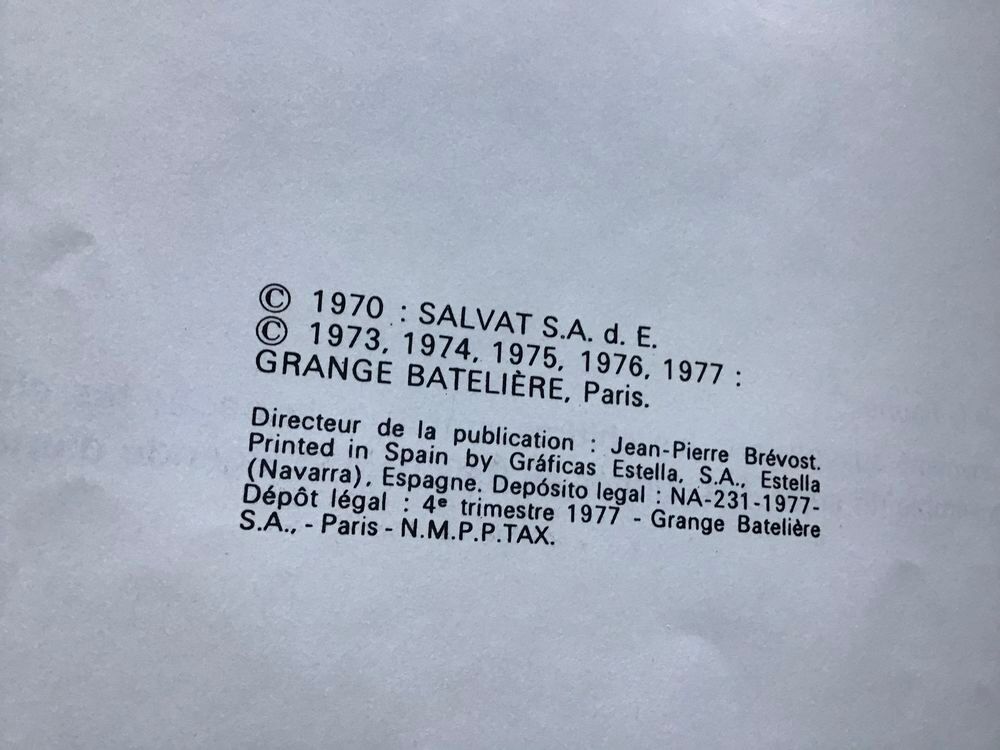 © 1970 : SALVAT S.A. d. E.
© 1973, 1974, 1975, 1976, 1977 :
GRANGE BATELIÈRE, Paris.
Directeur de la publication : Jean-Pierre Brévost.
Printed in Spain by Gráficas Estella, S.A., Estella
(Navarra), Espagne. Depósito legal : NA-231-1977-
Dépôt légal : 4e trimestre 1977 - Grange Batelière
S.A., - Paris - N.M.P.P.TAX.